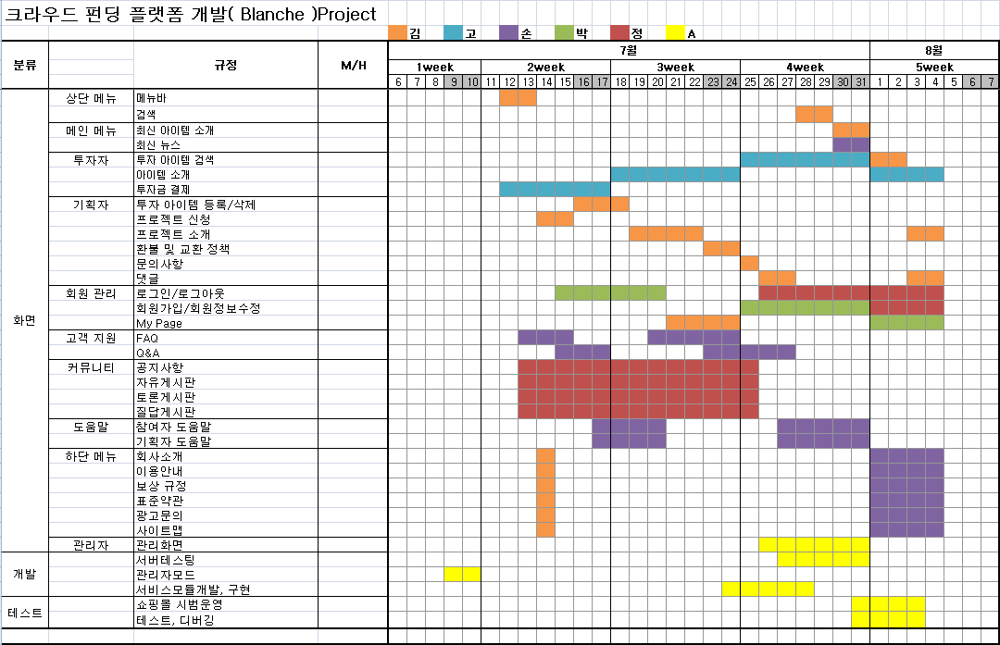 크라우드 펀딩 플랫폼 개발( Blanche )Project
김 고 손 박 정 A
분류 규정 M/H 7월 8월
1week 2week 3week 4week 5week
6 7 8 9 10 11 12 13 14 15 16 17 18 19 20 21 22 23 24 25 26 27 28 29 30 31 1 2 3 4 5 6 7
화면 상단 메뉴 메뉴바
검색
메인 메뉴 최신 아이템 소개
최신 뉴스
투자자 투자 아이템 검색
아이템 소개
투자금 결제
기획자 투자 아이템 등록/삭제
프로젝트 신청
프로젝트 소개
환불 및 교환 정책
문의사항
댓글
회원 관리 로그인/로그아웃
회원가입/회원정보수정
My Page
고객 지원 FAQ
Q&A
커뮤니티 공지사항
자유게시판
토론게시판
질답게시판
도움말 참여자 도움말
기획자 도움말
하단 메뉴 회사소개
이용안내
보상 규정
표준약관
광고문의
사이트맵
관리자 관리화면
개발 서버테스팅
관리자모드
서비스모듈개발, 구현
테스트 쇼핑몰 시범운영
테스트, 디버깅